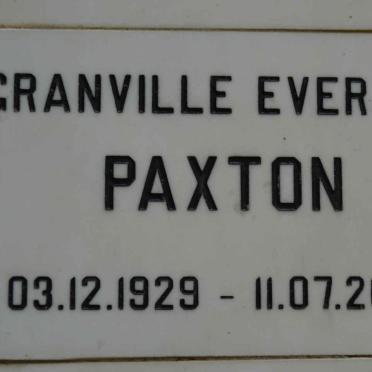 GRANVILLE EVER
PAXTON
03.12.1929 - 11.07.20